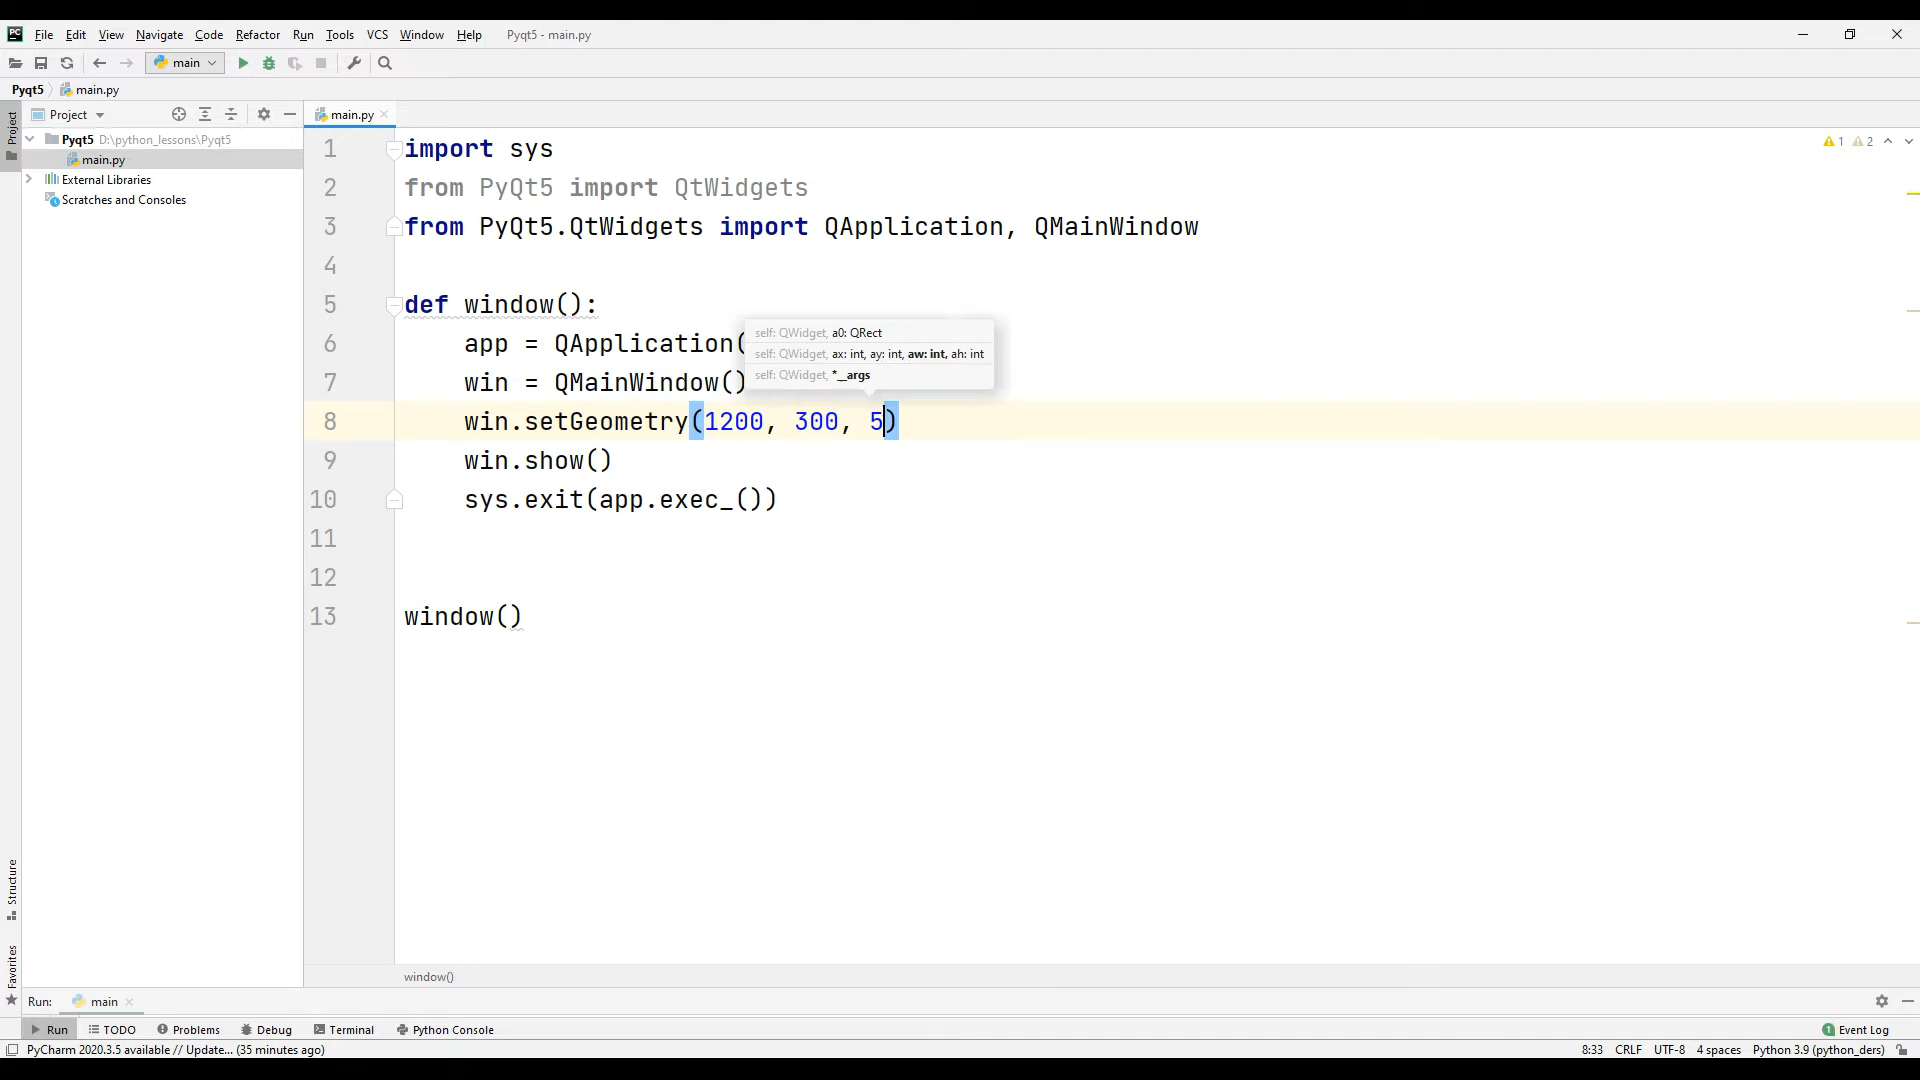 PC File Edit View Navigate Code Refactor Run Tools VCS Window Help Pyqt5 - main.py
main
Pyqt5 main.py
Project
main.py
Project
Pyqt5 D:\python_lessons\Pyqt5
main.py
External Libraries
Scratches and Consoles
1 import sys
1 2
2 from PyQt5 import QtWidgets
3 from PyQt5.QtWidgets import QApplication, QMainWindow
4
5 def window():
self: QWidget, a0: QRect
self: QWidget, ax: int, ay: int, aw: int, ah: int
self: QWidget, *__args
6 app = QApplication(
7 win = QMainWindow()
8 win.setGeometry(1200, 300, 5)
9 win.show()
10 sys.exit(app.exec_())
11
12
13 window()
Structure
Favorites
window()
Run: main
Run TODO Problems Debug Terminal Python Console 1 Event Log
PyCharm 2020.3.5 available // Update... (35 minutes ago) 8:33 CRLF UTF-8 4 spaces Python 3.9 (python_ders)